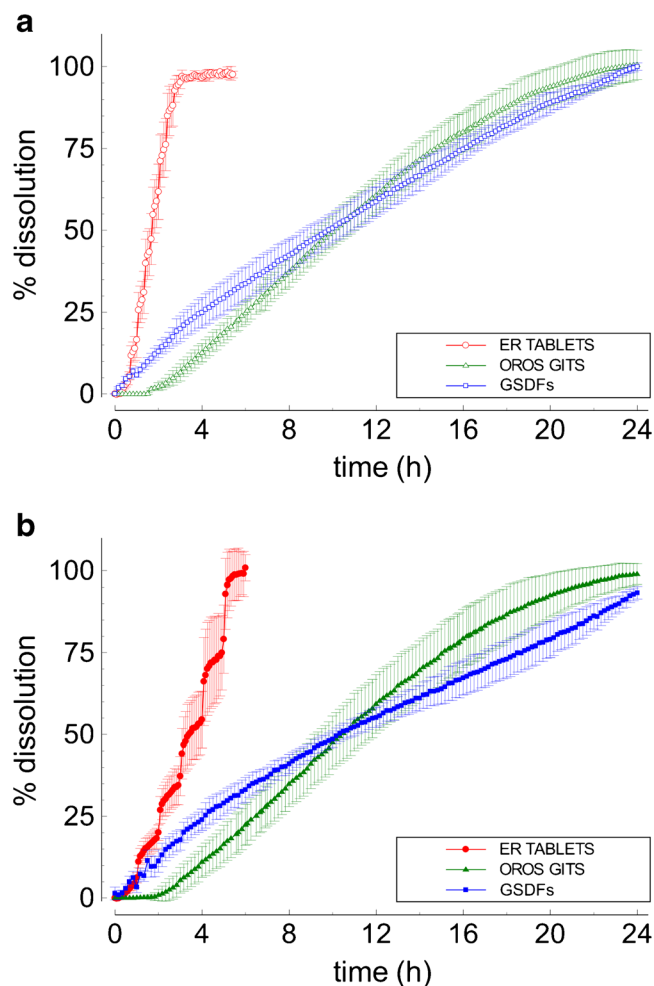 a
100
75
50
25
0
% dissolution
ER TABLETS
OROS GITS
GSDFs
0 4 8 12 16 20 24
time (h)
b
100
75
50
25
0
% dissolution
ER TABLETS
OROS GITS
GSDFs
0 4 8 12 16 20 24
time (h)